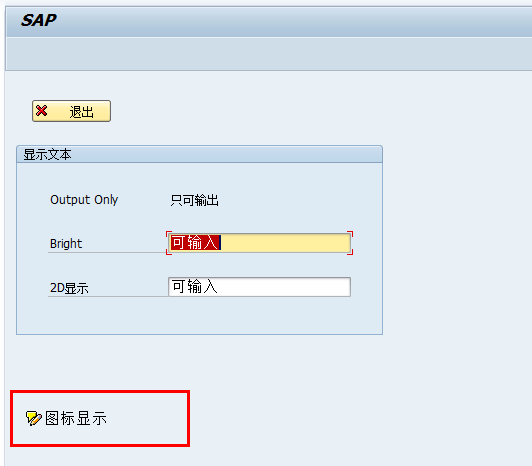 SAP
退出
显示文本
Output Only 只可输出
Bright 可输入
2D显示 可输入
图标显示